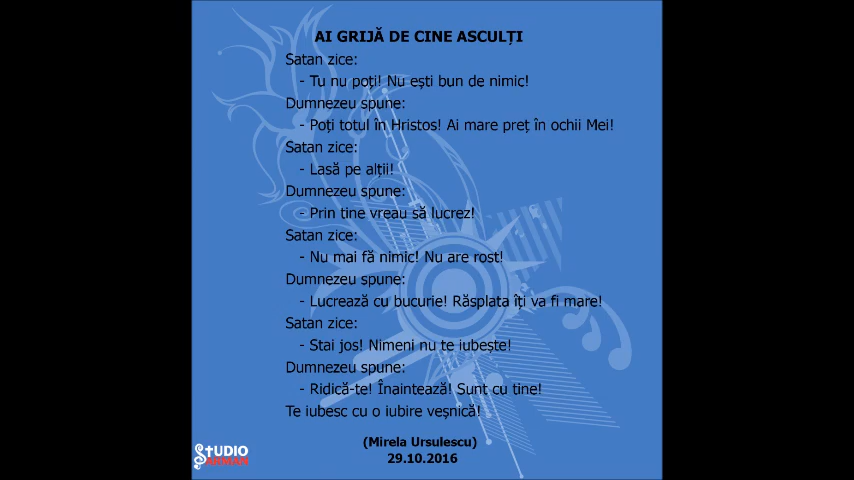 AI GRIJĂ DE CINE ASCULȚI
Satan zice:
- Tu nu poți! Nu ești bun de nimic!
Dumnezeu spune:
- Poți totul în Hristos! Ai mare preț în ochii Mei!
Satan zice:
- Lasă pe alții!
Dumnezeu spune:
- Prin tine vreau să lucrez!
Satan zice:
- Nu mai fă nimic! Nu are rost!
Dumnezeu spune:
- Lucrează cu bucurie! Răsplata îți va fi mare!
Satan zice:
- Stai jos! Nimeni nu te iubește!
Dumnezeu spune:
- Ridică-te! Înaintează! Sunt cu tine!
Te iubesc cu o iubire veșnică!
(Mirela Ursulescu)
29.10.2016
STUDIO
ARMAN